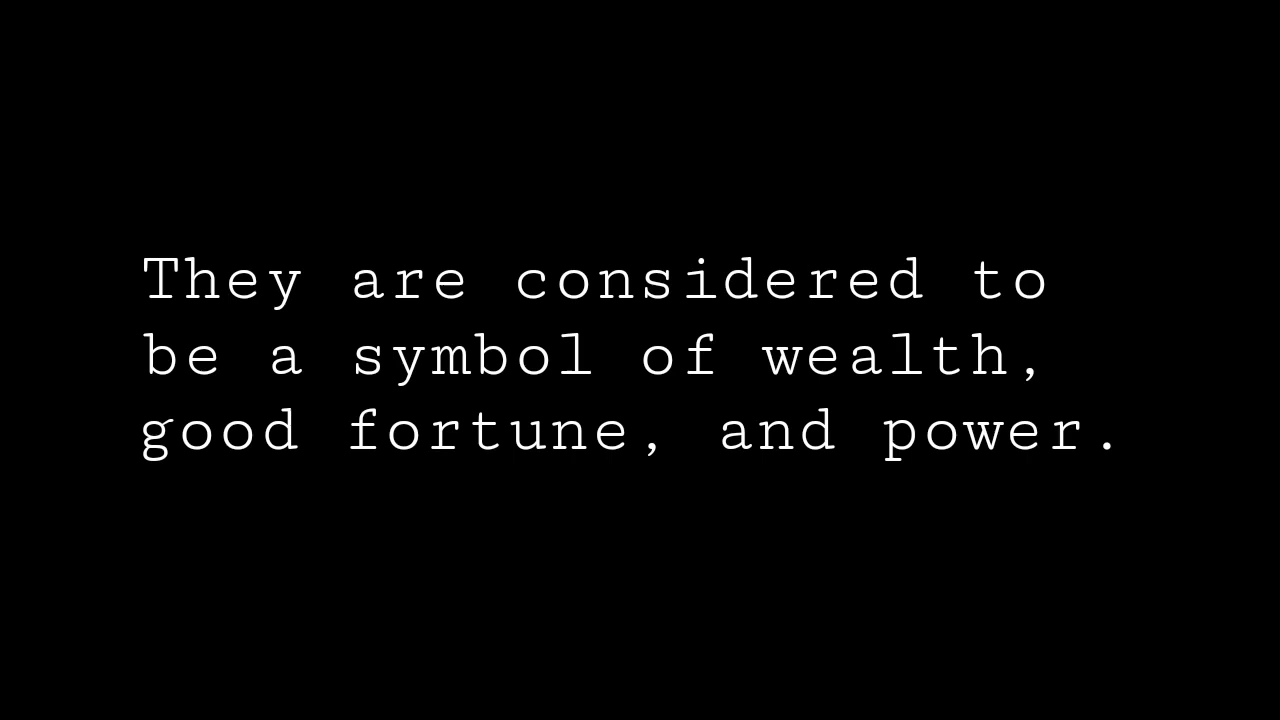 They are considered to
be a symbol of wealth,
good fortune, and power.